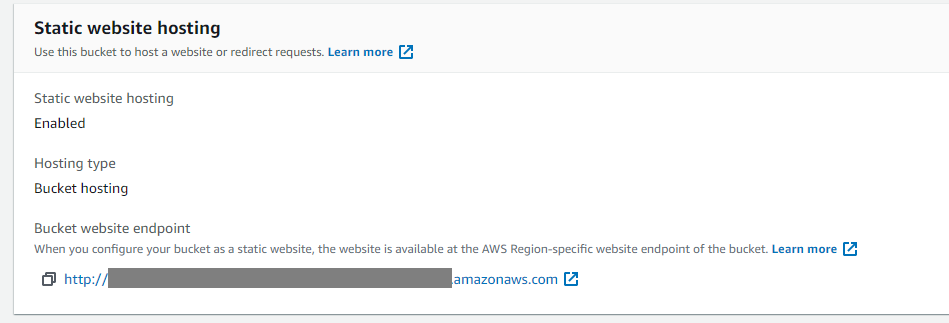 Static website hosting
Use this bucket to host a website or redirect requests. Learn more
Static website hosting
Enabled
Hosting type
Bucket hosting
Bucket website endpoint
When you configure your bucket as a static website, the website is available at the AWS Region-specific website endpoint of the bucket. Learn more
http:// .amazonaws.com